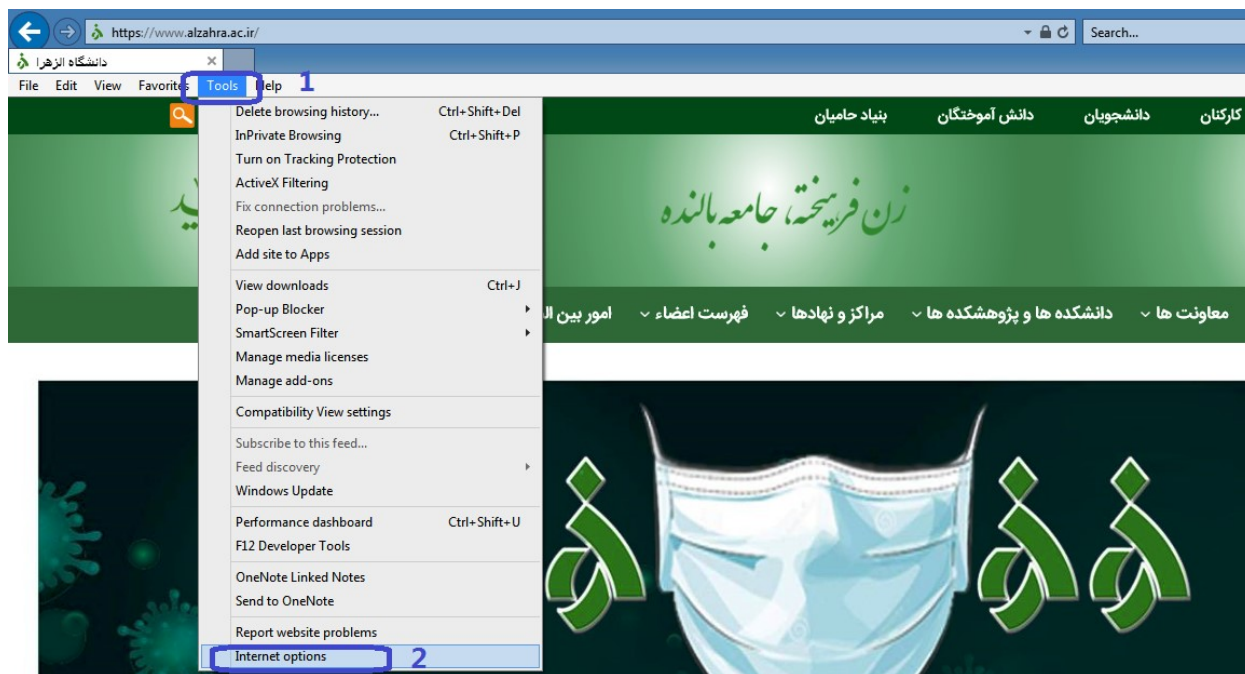 https://www.alzahra.ac.ir/
Search...
دانشگاه الزهرا
File Edit View Favorites Tools Help 1
Delete browsing history... Ctrl+Shift+Del
InPrivate Browsing Ctrl+Shift+P
Turn on Tracking Protection
ActiveX Filtering
Fix connection problems...
Reopen last browsing session
Add site to Apps
View downloads Ctrl+J
Pop-up Blocker
SmartScreen Filter
Manage media licenses
Manage add-ons
Compatibility View settings
Subscribe to this feed...
Feed discovery
Windows Update
Performance dashboard Ctrl+Shift+U
F12 Developer Tools
OneNote Linked Notes
Send to OneNote
Report website problems
Internet options 2
کارکنان دانشجویان دانش آموختگان بنیاد حامیان
زن فرهیخته، جامعه بالنده
معاونت ها دانشکده ها و پژوهشکده ها مراکز و نهادها فهرست اعضاء امور بین